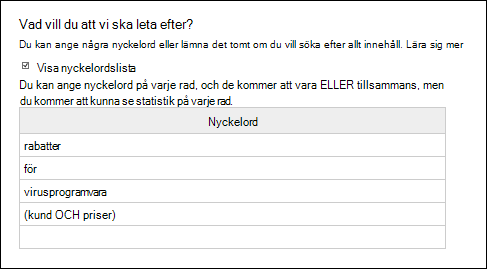 Vad vill du att vi ska leta efter?
Du kan ange några nyckelord eller lämna det tomt om du vill söka efter allt innehåll. Lära sig mer
Visa nyckelordslista
Du kan ange nyckelord på varje rad, och de kommer att vara ELLER tillsammans, men
du kommer att kunna se statistik på varje rad.
Nyckelord
rabatter
för
virusprogramvara
(kund OCH priser)